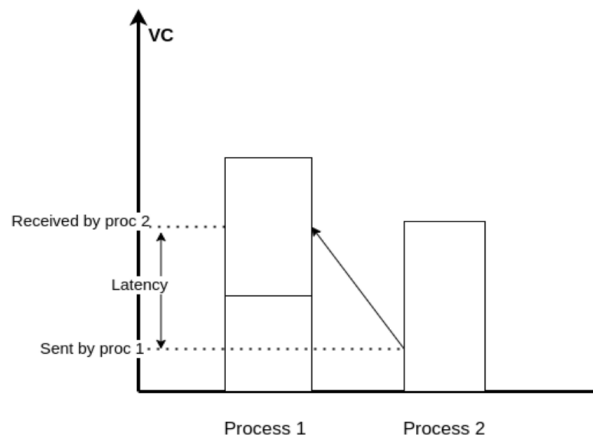 VC
Received by proc 2
Latency
Sent by proc 1
Process 1
Process 2